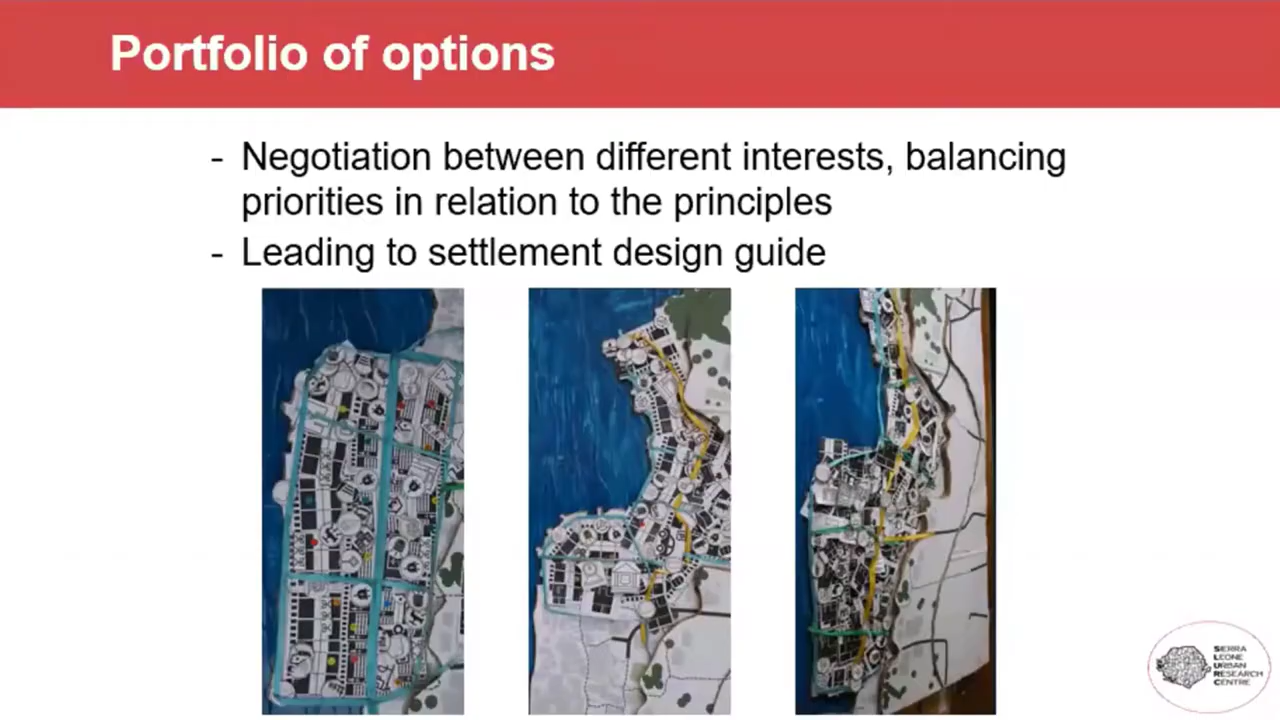 Portfolio of options
- Negotiation between different interests, balancing
priorities in relation to the principles
- Leading to settlement design guide
SIERRA
LEONE
URBAN
RESEARCH
CENTRE